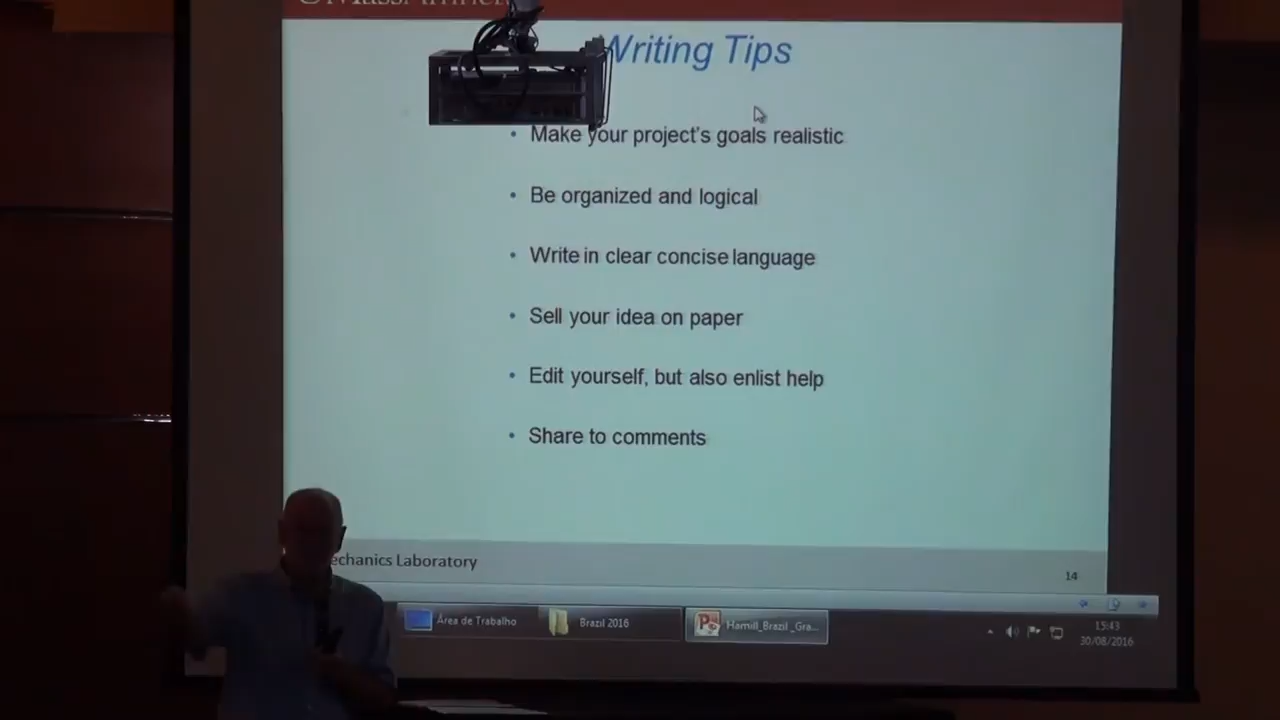 Writing Tips
• Make your project's goals realistic
• Be organized and logical
• Write in clear concise language
• Sell your idea on paper
• Edit yourself, but also enlist help
• Share to comments
echanics Laboratory
14
Área de Trabalho
Brazil 2016
Hamill_Brazil_Gra...
15:43
30/08/2016